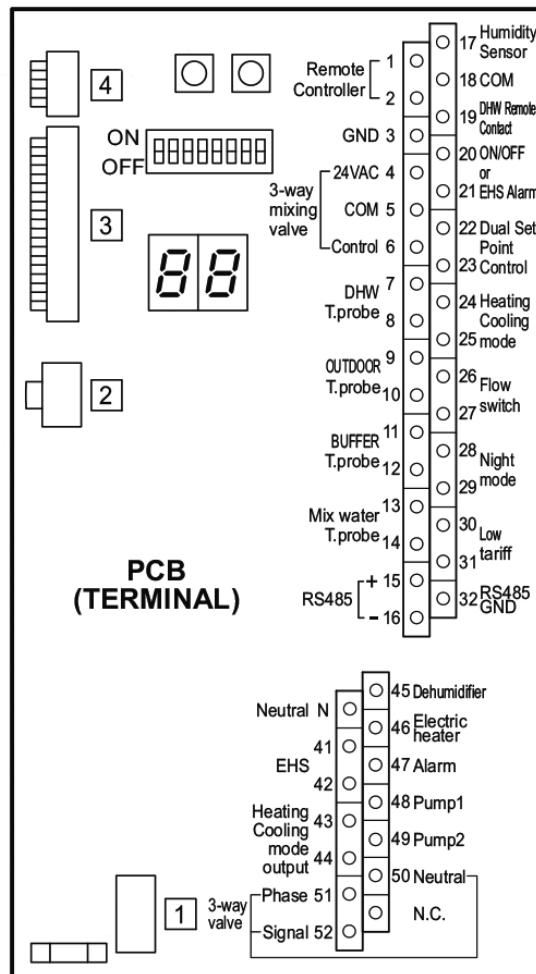 4
ON
OFF
3
88
2
PCB
(TERMINAL)
1
Remote
Controller
1
2
GND 3
3-way
mixing
valve
24VAC 4
COM 5
Control 6
DHW
T.probe
7
8
OUTDOOR
T.probe
9
10
BUFFER
T.probe
11
12
Mix water
T.probe
13
14
RS485
+ 15
- 16
17 Humidity
Sensor
18 COM
19 DHW Remote
Contact
20 ON/OFF
or
21 EHS Alarm
22 Dual Set
Point
23 Control
24 Heating
Cooling
mode
25
26
Flow
switch
27
28
Night
mode
29
30
Low
tariff
31
32 RS485
GND
Neutral N
EHS
41
42
Heating
Cooling
mode
output
43
44
3-way
valve
Phase 51
Signal 52
45 Dehumidifier
46 Electric
heater
47 Alarm
48 Pump1
49 Pump2
50 Neutral
N.C.